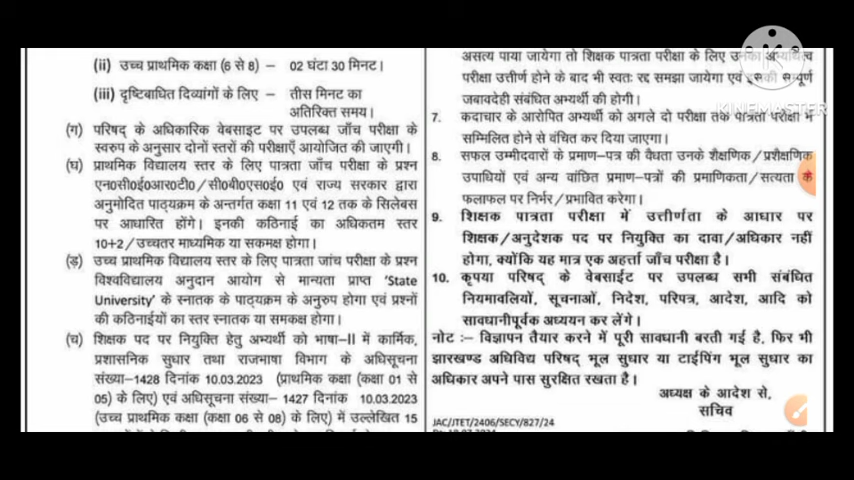 (ii) उच्च प्राथमिक कक्षा (6 से 8) – 02 घंटा 30 मिनट।
(iii) दृष्टिबाधित दिव्यांगों के लिए – तीस मिनट का
अतिरिक्त समय।
(ग) परिषद् के अधिकारिक वेबसाइट पर उपलब्ध जाँच परीक्षा के
स्वरुप के अनुसार दोनों स्तरों की परीक्षाएँ आयोजित की जाएगी।
(घ) प्राथमिक विद्यालय स्तर के लिए पात्रता जाँच परीक्षा के प्रश्न
एन०सी०ई०आर०टी०/सी०बी०एस०ई० एवं राज्य सरकार द्वारा
अनुमोदित पाठ्यक्रम के अन्तर्गत कक्षा 11 एवं 12 तक के सिलेबस
पर आधारित होंगे। इनकी कठिनाई का अधिकतम स्तर
10+2/उच्चतर माध्यमिक या सकमक्ष होगा।
(ड़) उच्च प्राथमिक विद्यालय स्तर के लिए पात्रता जांच परीक्षा के प्रश्न
विश्वविद्यालय अनुदान आयोग से मान्यता प्राप्त 'State
University' के स्नातक के पाठ्यक्रम के अनुरुप होगा एवं प्रश्नों
की कठिनाईयों का स्तर स्नातक या समकक्ष होगा।
(च) शिक्षक पद पर नियुक्ति हेतु अभ्यर्थी को भाषा-II में कार्मिक,
प्रशासनिक सुधार तथा राजभाषा विभाग के अधिसूचना
संख्या-1428 दिनांक 10.03.2023 (प्राथमिक कक्षा (कक्षा 01 से
05) के लिए) एवं अधिसूचना संख्या- 1427 दिनांक 10.03.2023
(उच्च प्राथमिक कक्षा (कक्षा 06 से 08) के लिए) में उल्लेखित 15
असत्य पाया जायेगा तो शिक्षक पात्रता परीक्षा के लिए उनका अभ्यर्थित्व
परीक्षा उत्तीर्ण होने के बाद भी स्वतः रद्द समझा जाएगा एवं इसकी सम्पूर्ण
जबावदेही संबंधित अभ्यर्थी की होगी।
7. कदाचार के आरोपित अभ्यर्थी को अगले दो परीक्षा तक पात्रता परीक्षा में
सम्मिलित होने से वंचित कर दिया जाएगा।
8. सफल उम्मीदवारों के प्रमाण-पत्र की वैधता उनके शैक्षणिक/प्रशैक्षणिक
उपाधियों एवं अन्य वांछित प्रमाण-पत्रों की प्रमाणिकता/सत्यता के
फलाफल पर निर्भर/प्रभावित करेगा।
9. शिक्षक पात्रता परीक्षा में उत्तीर्णता के आधार पर
शिक्षक/अनुदेशक पद पर नियुक्ति का दावा/अधिकार नहीं
होगा, क्योंकि यह मात्र एक अहर्त्ता जाँच परीक्षा है।
10. कृपया परिषद् के वेबसाईट पर उपलब्ध सभी संबंधित
नियमावलियों, सूचनाओं, निदेश, परिपत्र, आदेश, आदि को
सावधानीपूर्वक अध्ययन कर लेंगे।
नोट :– विज्ञापन तैयार करने में पूरी सावधानी बरती गई है, फिर भी
झारखण्ड अधिविद्य परिषद् भूल सुधार या टाईपिंग भूल सुधार का
अधिकार अपने पास सुरक्षित रखता है।
अध्यक्ष के आदेश से,
सचिव
JAC/JTET/2406/SECY/827/24
KINEMASTER